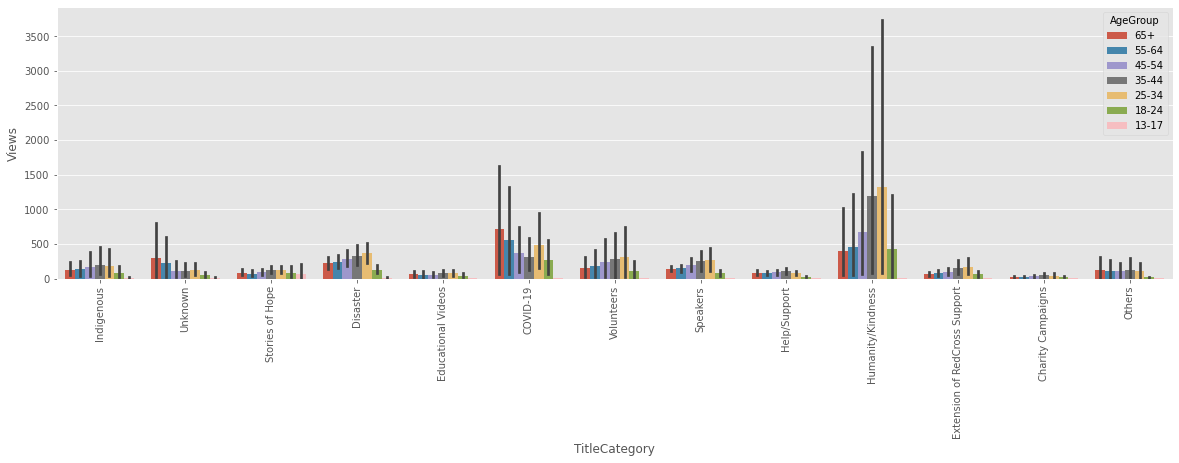 AgeGroup
65+
55-64
45-54
35-44
25-34
18-24
13-17
3500
3000
2500
2000
1500
1000
500
0
Views
Indigenous
Unknown
Stories of Hope
Disaster
Educational Videos
COVID-19
Volunteers
Speakers
Help/Support
Humanity/Kindness
Extension of RedCross Support
Charity Campaigns
Others
TitleCategory